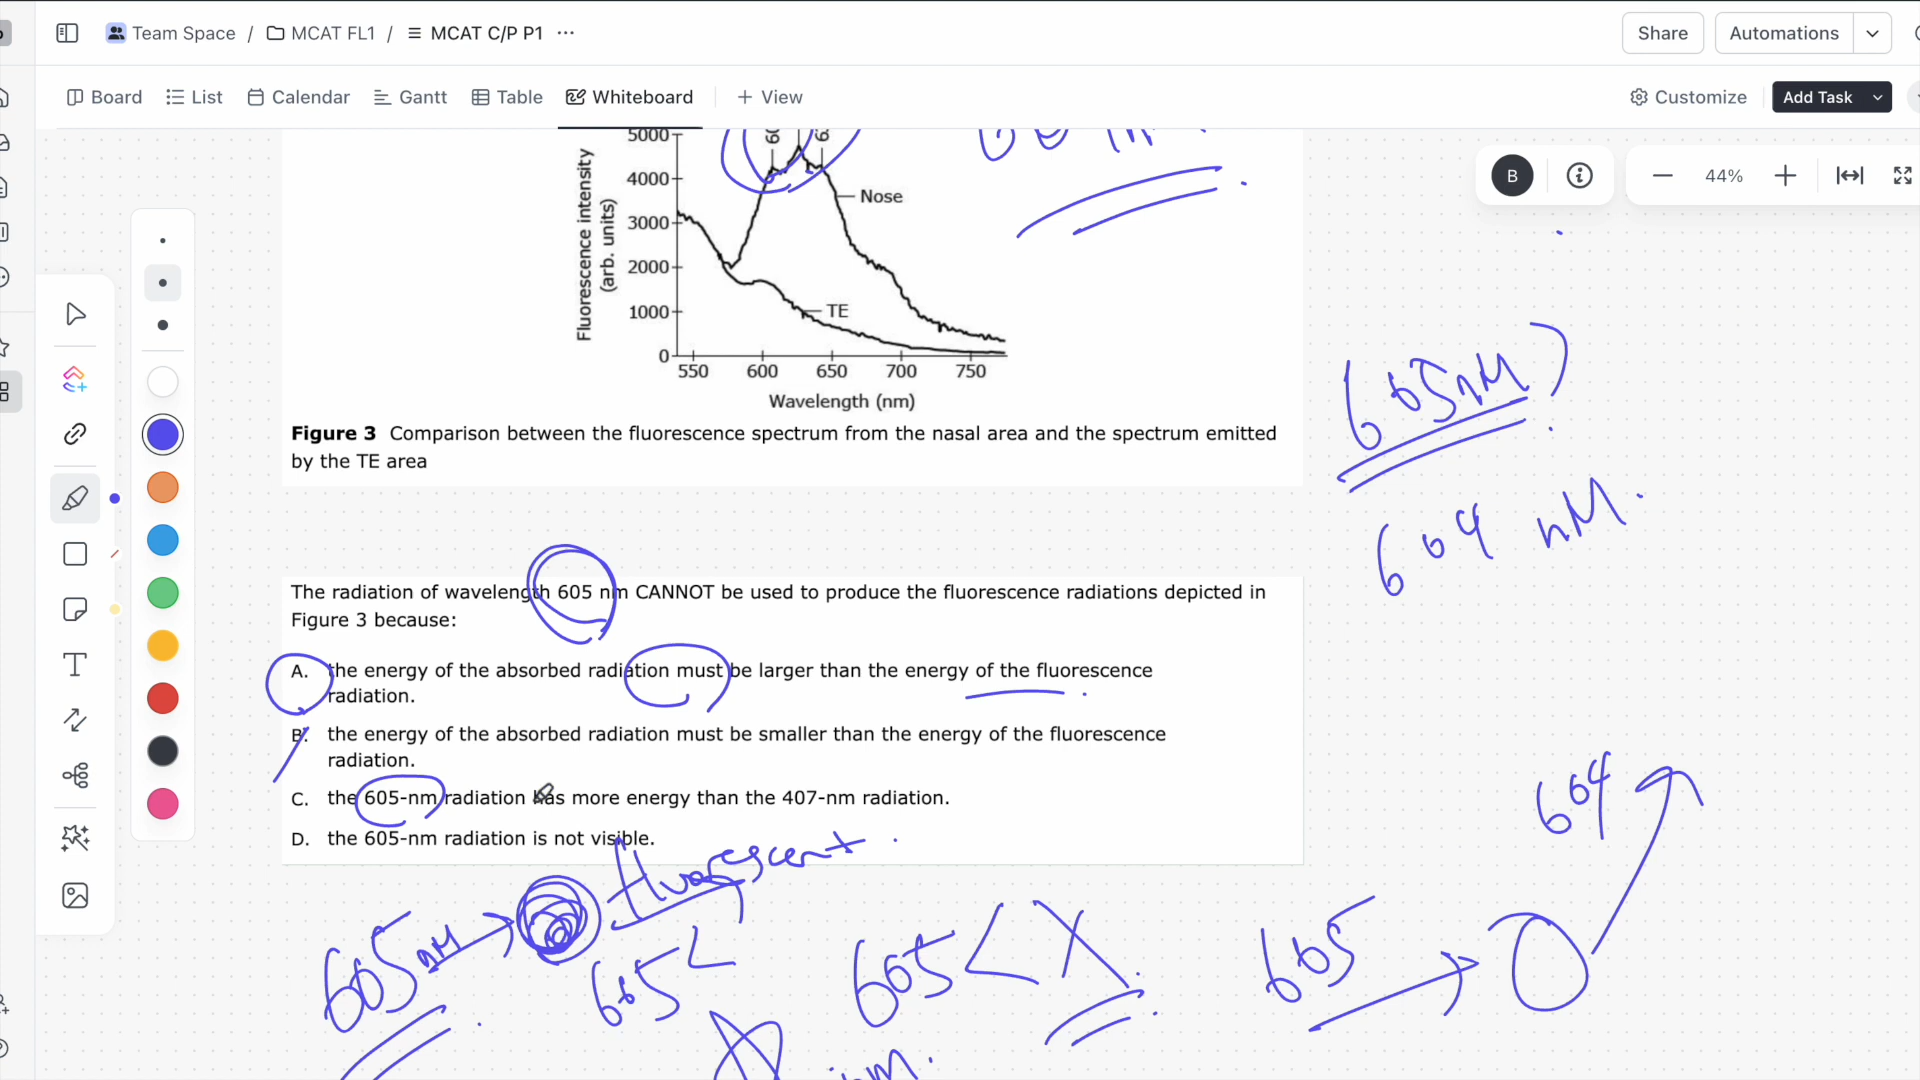 Team Space / MCAT FL1 / MCAT C/P P1 ...
Share
Automations
Board
List
Calendar
Gantt
Table
Whiteboard
+ View
Customize
Add Task
B
44%
Fluorescence intensity
(arb. units)
5000
4000
3000
2000
1000
0
Nose
TE
550 600 650 700 750
Wavelength (nm)
Figure 3 Comparison between the fluorescence spectrum from the nasal area and the spectrum emitted
by the TE area
605nM
604 nM.
The radiation of wavelength 605 nm CANNOT be used to produce the fluorescence radiations depicted in
Figure 3 because:
A. the energy of the absorbed radiation must be larger than the energy of the fluorescence
radiation.
B. the energy of the absorbed radiation must be smaller than the energy of the fluorescence
radiation.
C. the 605-nm radiation has more energy than the 407-nm radiation.
D. the 605-nm radiation is not visible.
fluorescent
605 nM
605 <
605 < X
605
604
T